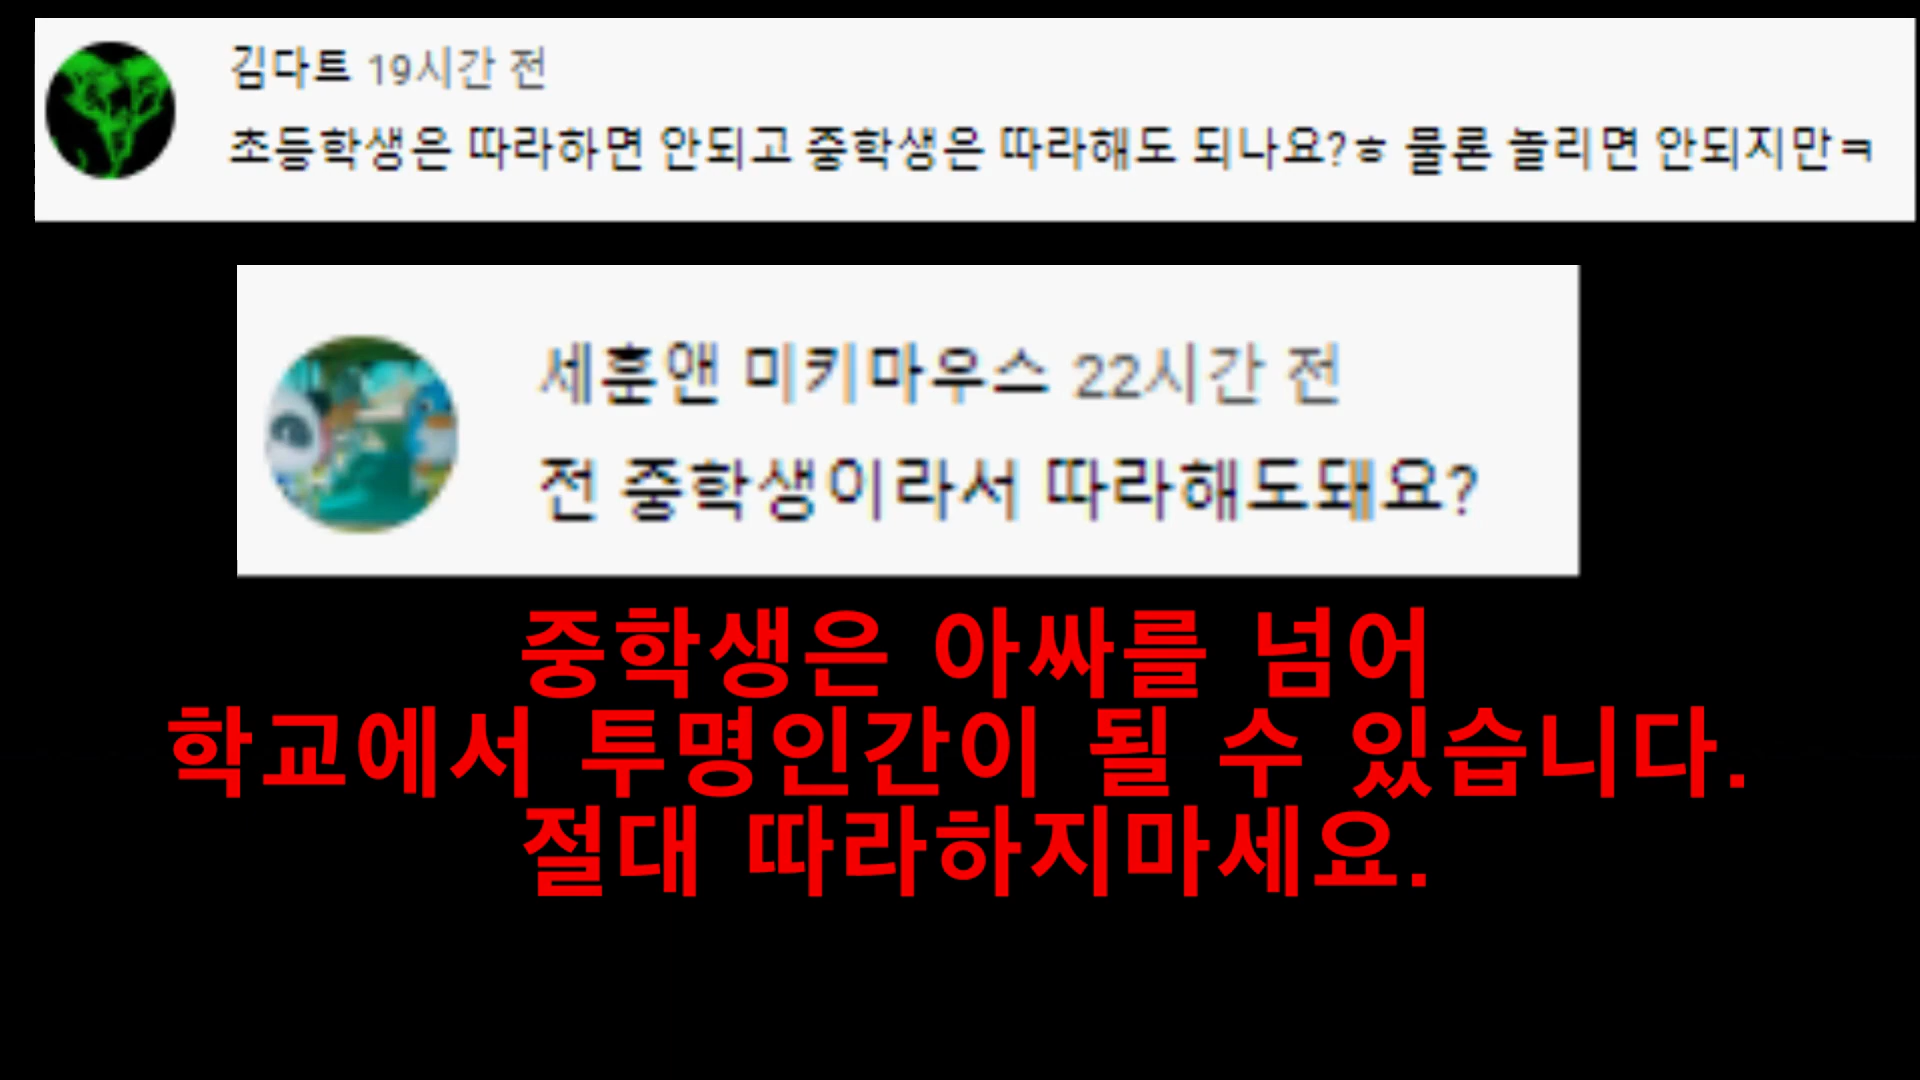 김다트 19시간 전
초등학생은 따라하면 안되고 중학생은 따라해도 되나요?ㅎ 물론 놀리면 안되지만ㅋ
세훈앤 미키마우스 22시간 전
전 중학생이라서 따라해도돼요?
중학생은 아싸를 넘어
학교에서 투명인간이 될 수 있습니다.
절대 따라하지마세요.